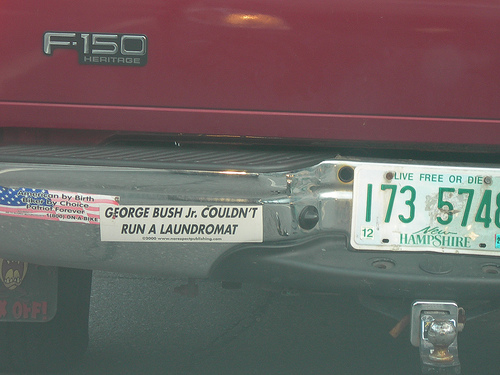 F-150
HERITAGE
American by Birth
Biker by Choice
Patriot Forever
GEORGE BUSH Jr. COULDN'T
RUN A LAUNDROMAT
LIVE FREE OR DIE
173 5748
12
New
HAMPSHIRE
OFF!